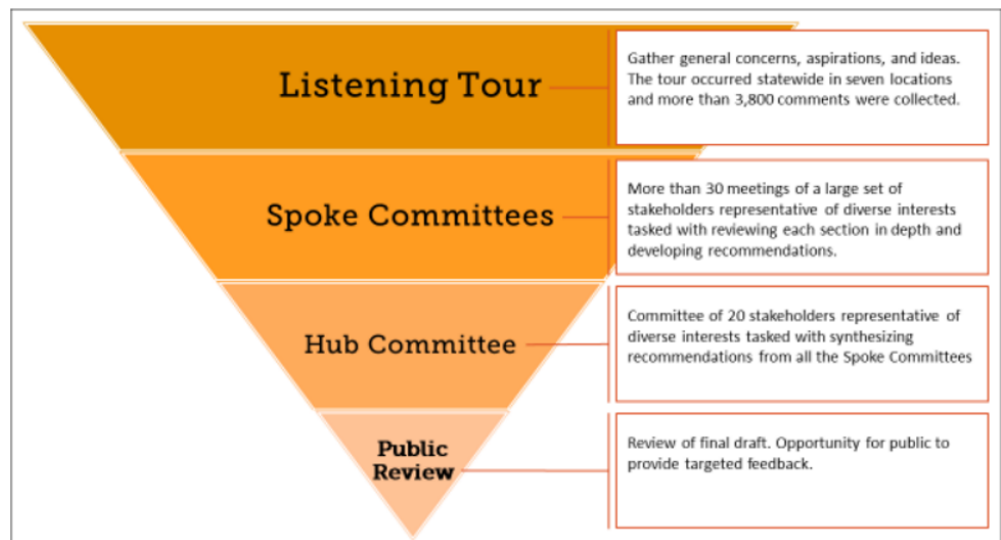 Listening Tour
Gather general concerns, aspirations, and ideas.
The tour occurred statewide in seven locations
and more than 3,800 comments were collected.
Spoke Committees
More than 30 meetings of a large set of
stakeholders representative of diverse interests
tasked with reviewing each section in depth and
developing recommendations.
Hub Committee
Committee of 20 stakeholders representative of
diverse interests tasked with synthesizing
recommendations from all the Spoke Committees
Public
Review
Review of final draft. Opportunity for public to
provide targeted feedback.